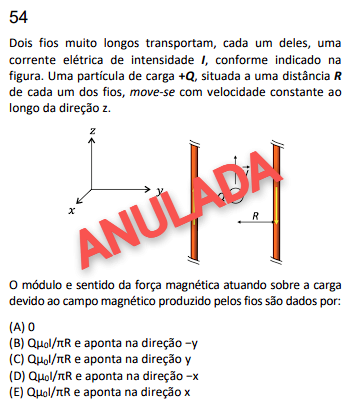 54
Dois fios muito longos transportam, cada um deles, uma
corrente elétrica de intensidade I, conforme indicado na
figura. Uma partícula de carga +Q, situada a uma distância R
de cada um dos fios, move-se com velocidade constante ao
longo da direção z.
z
y
x
R
ANULADA
O módulo e sentido da força magnética atuando sobre a carga
devido ao campo magnético produzido pelos fios são dados por:
(A) 0
(B) Qμ₀I/πR e aponta na direção −y
(C) Qμ₀I/πR e aponta na direção y
(D) Qμ₀I/πR e aponta na direção −x
(E) Qμ₀I/πR e aponta na direção x